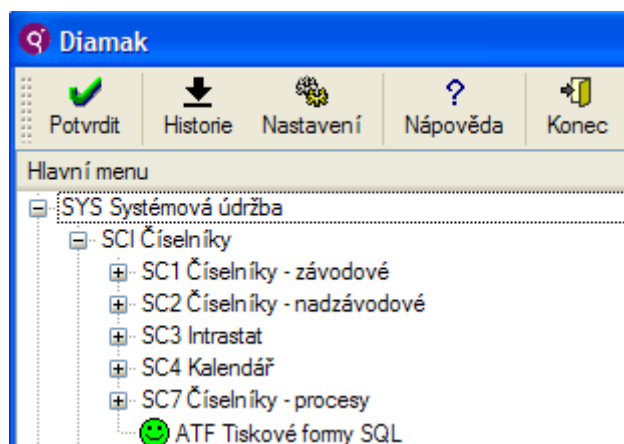 Diamak
Potvrdit Historie Nastavení Nápověda Konec
Hlavní menu
SYS Systémová údržba
SCI Číselníky
SC1 Číselníky - závodové
SC2 Číselníky - nadzávodové
SC3 Intrastat
SC4 Kalendář
SC7 Číselníky - procesy
ATF Tiskové formy SQL